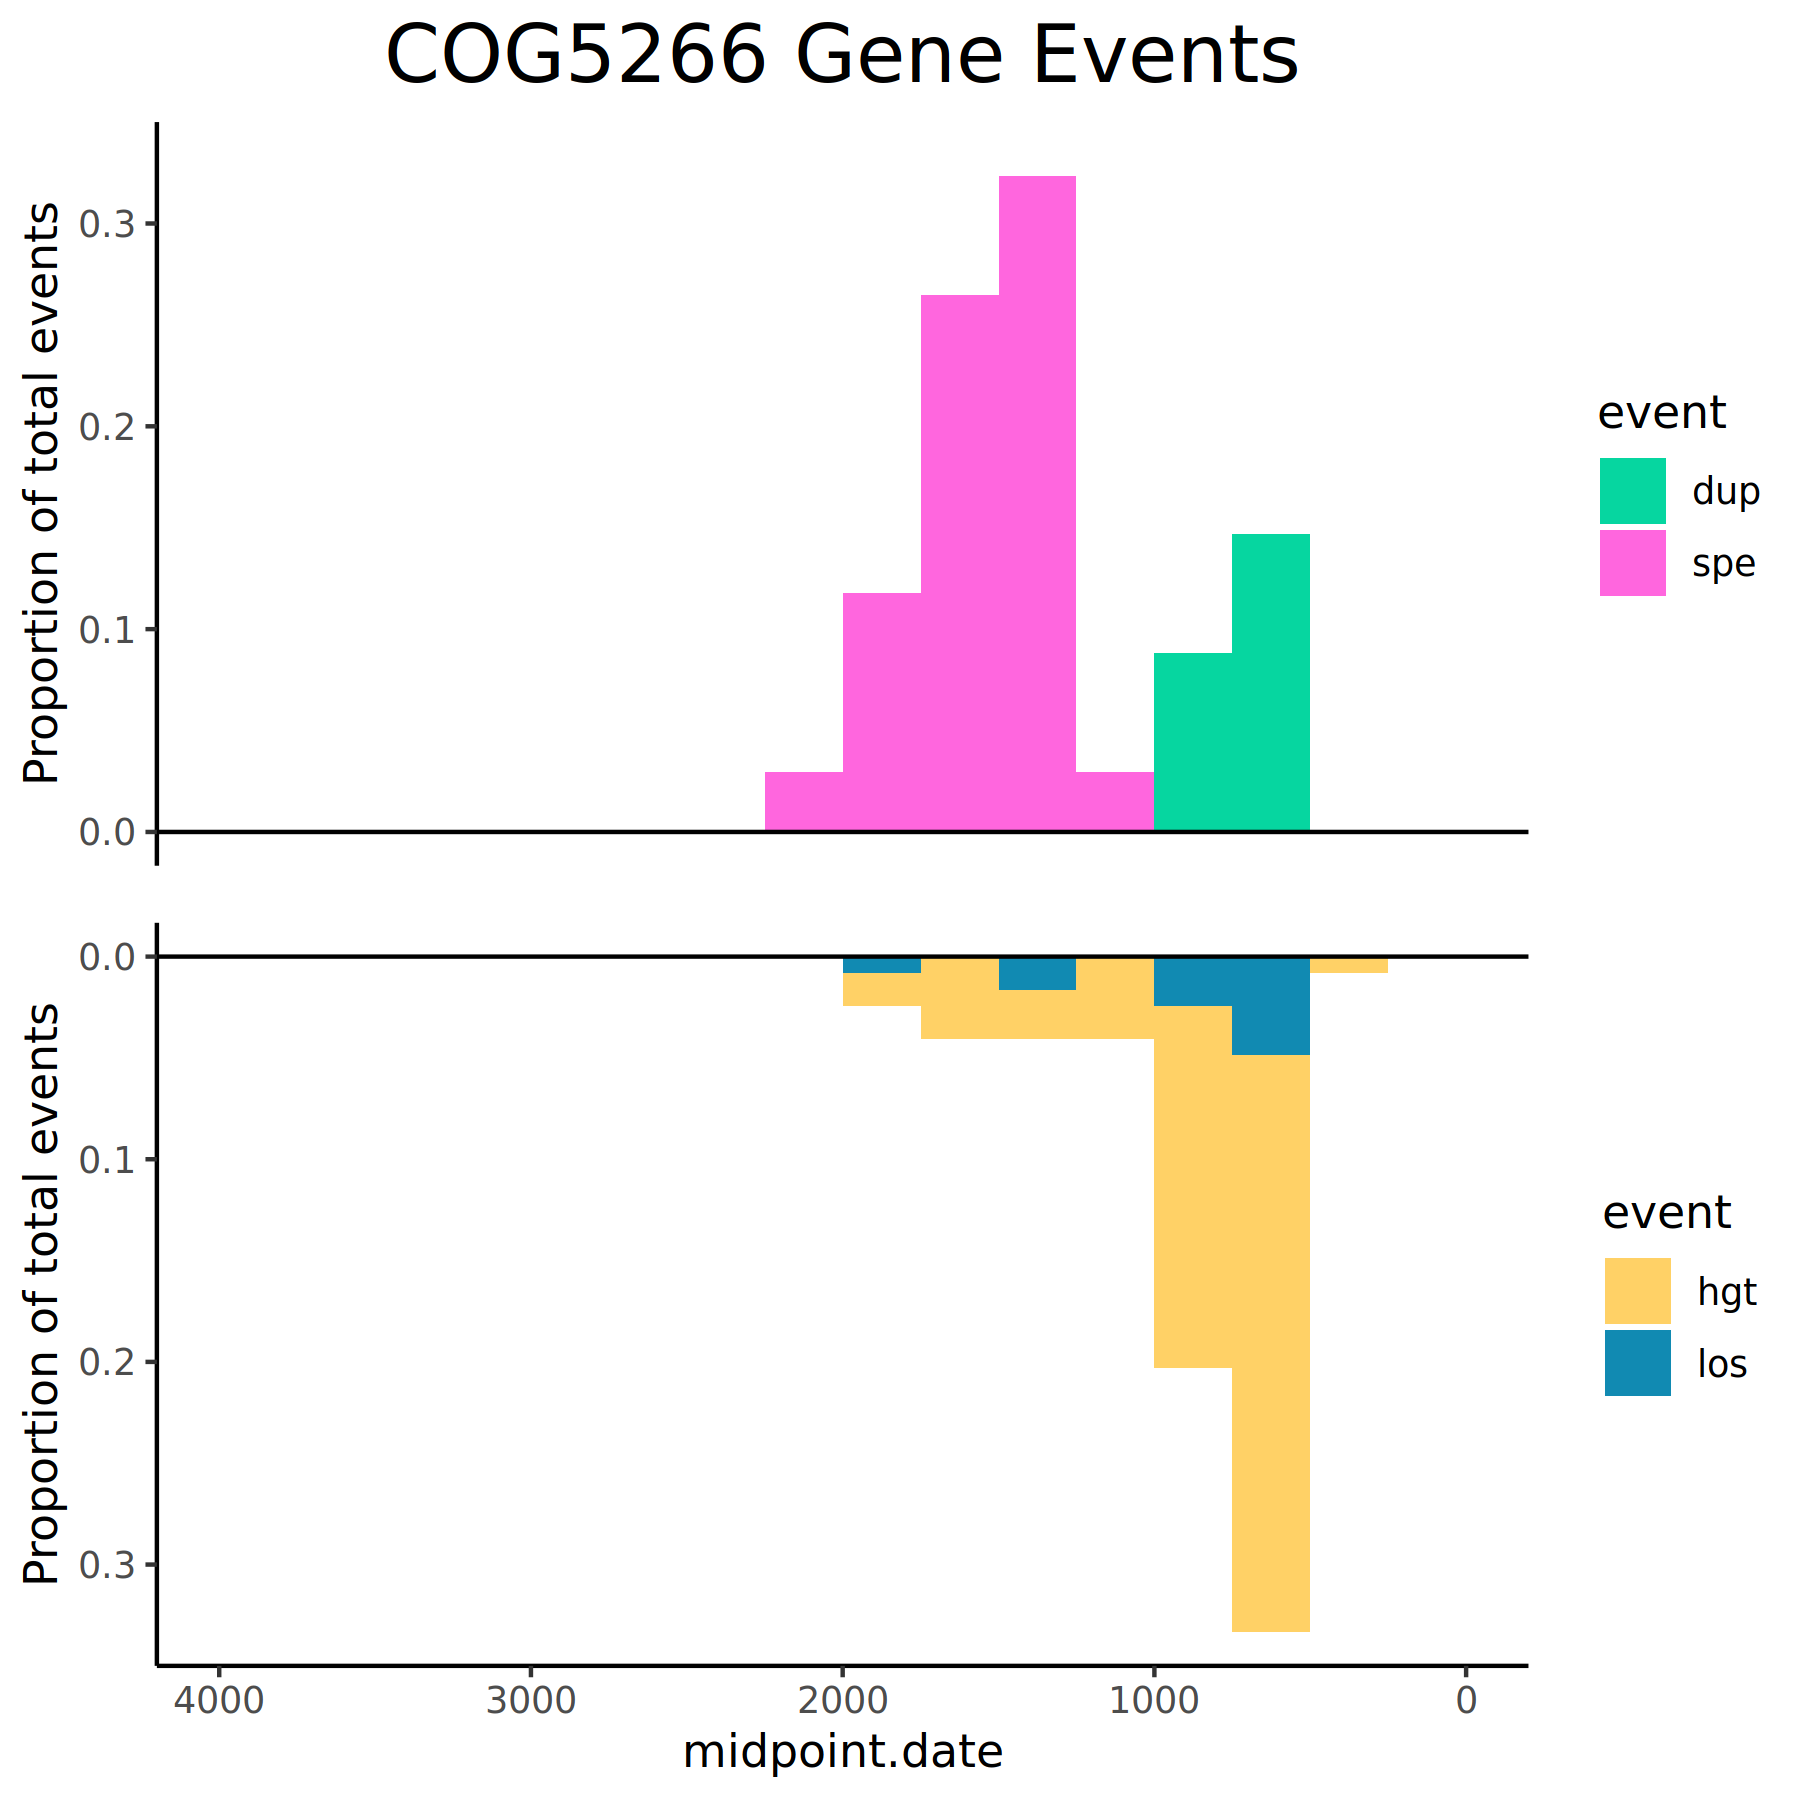 COG5266 Gene Events
Proportion of total events
0.3
0.2
0.1
0.0
event
dup
spe
Proportion of total events
0.0
0.1
0.2
0.3
event
hgt
los
4000 3000 2000 1000 0
midpoint.date